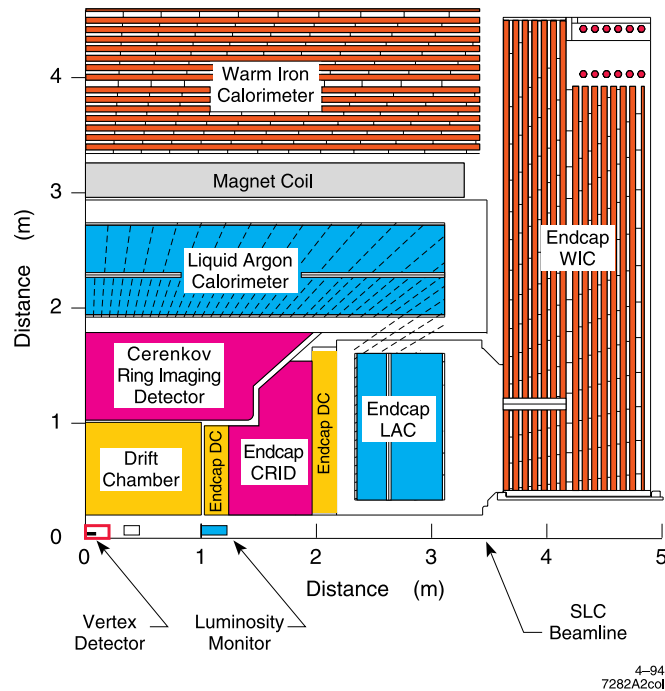 4
Warm Iron
Calorimeter
3
Magnet Coil
Distance (m)
Endcap
WIC
Liquid Argon
Calorimeter
2
Cerenkov
Ring Imaging
Detector
Endcap DC
Endcap
LAC
1
Drift
Chamber
Endcap DC
Endcap
CRID
0
0 1 2 3 4 5
Distance (m)
Vertex
Detector
Luminosity
Monitor
SLC
Beamline
4–94
7282A2col